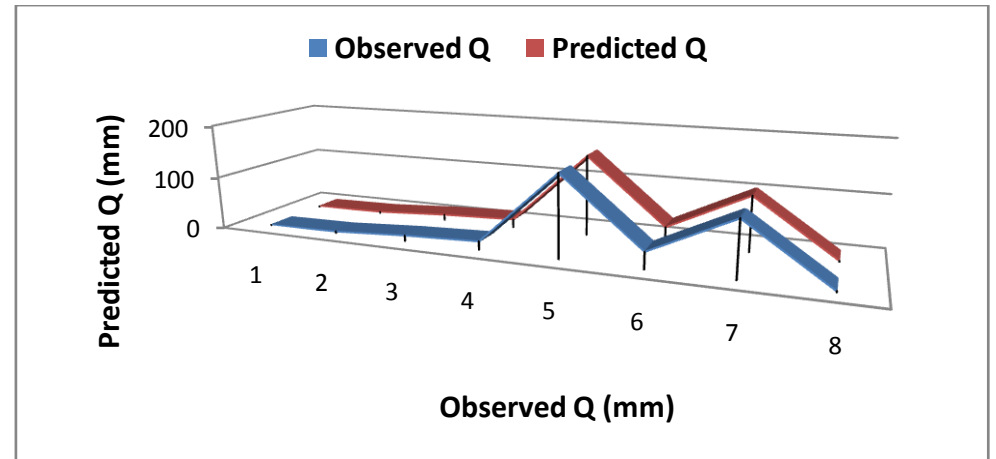 Observed Q Predicted Q
Predicted Q (mm)
200
100
0
1 2 3 4 5 6 7 8
Observed Q (mm)